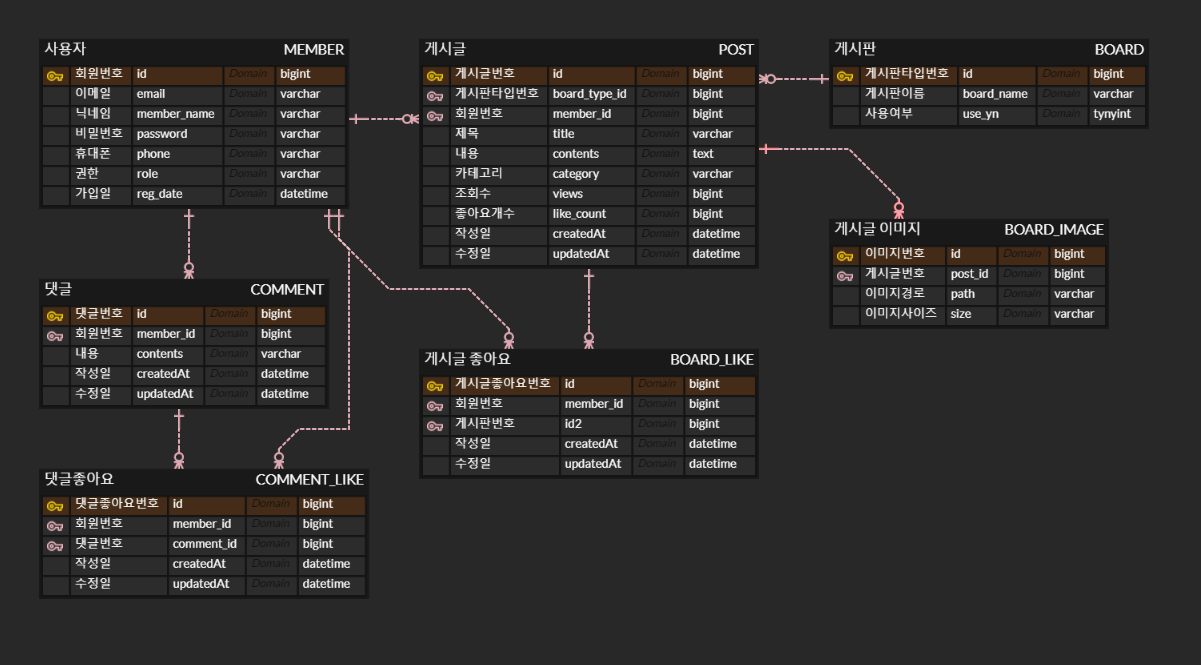 사용자 MEMBER
회원번호 id Domain bigint
이메일 email Domain varchar
닉네임 member_name Domain varchar
비밀번호 password Domain varchar
휴대폰 phone Domain varchar
권한 role Domain varchar
가입일 reg_date Domain datetime
게시글 POST
게시글번호 id Domain bigint
게시판타입번호 board_type_id Domain bigint
회원번호 member_id Domain bigint
제목 title Domain varchar
내용 contents Domain text
카테고리 category Domain varchar
조회수 views Domain bigint
좋아요개수 like_count Domain bigint
작성일 createdAt Domain datetime
수정일 updatedAt Domain datetime
게시판 BOARD
게시판타입번호 id Domain bigint
게시판이름 board_name Domain varchar
사용여부 use_yn Domain tynyint
게시글 이미지 BOARD_IMAGE
이미지번호 id Domain bigint
게시글번호 post_id Domain bigint
이미지경로 path Domain varchar
이미지사이즈 size Domain varchar
댓글 COMMENT
댓글번호 id Domain bigint
회원번호 member_id Domain bigint
내용 contents Domain varchar
작성일 createdAt Domain datetime
수정일 updatedAt Domain datetime
게시글 좋아요 BOARD_LIKE
게시글좋아요번호 id Domain bigint
회원번호 member_id Domain bigint
게시판번호 id2 Domain bigint
작성일 createdAt Domain datetime
수정일 updatedAt Domain datetime
댓글좋아요 COMMENT_LIKE
댓글좋아요번호 id Domain bigint
회원번호 member_id Domain bigint
댓글번호 comment_id Domain bigint
작성일 createdAt Domain datetime
수정일 updatedAt Domain datetime